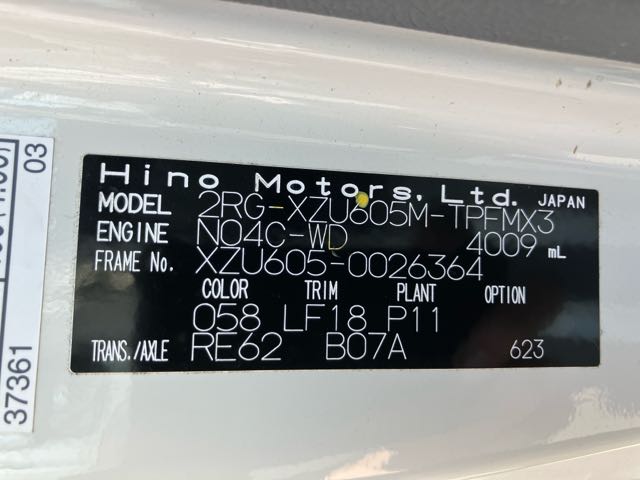 Hino Motors, Ltd. JAPAN
MODEL 2RG-XZU605M-TPFMX3
ENGINE N04C-WD 4009 mL
FRAME No. XZU605-0026364
COLOR TRIM PLANT OPTION
058 LF18 P11
TRANS./AXLE RE62 B07A 623
37361 03